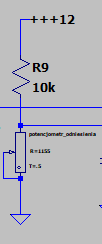 +++12
R9
10k
potencjometr_odniesienia
R=1155
T=.5